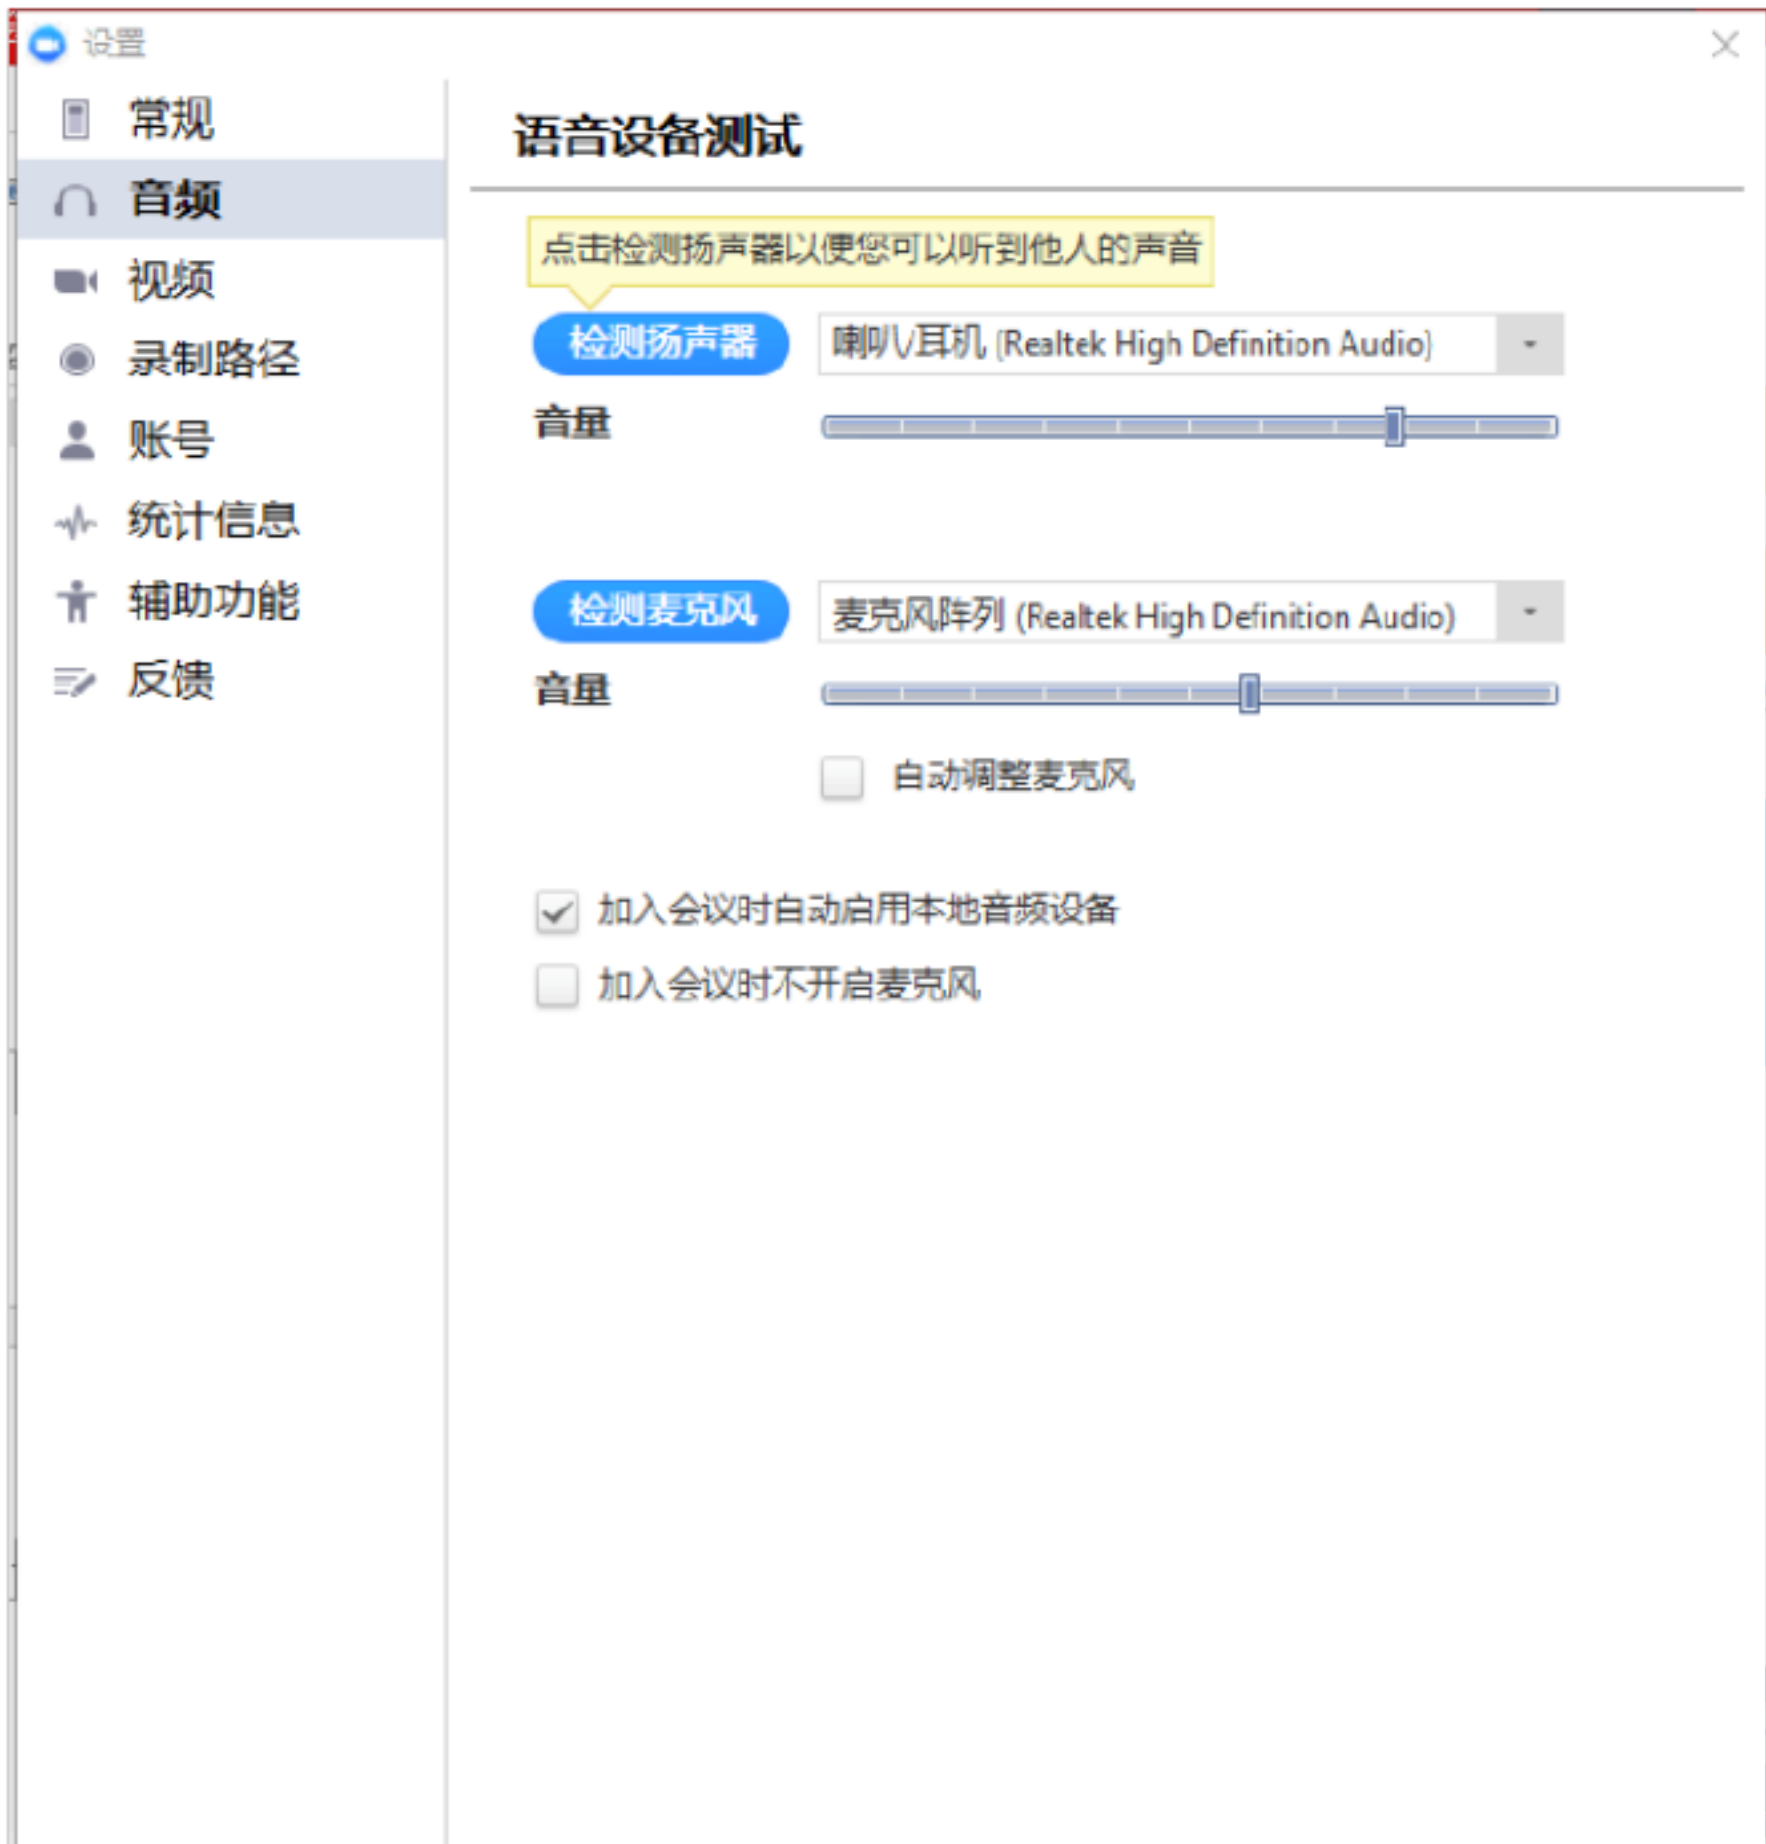 设置
常规
音频
视频
录制路径
账号
统计信息
辅助功能
反馈
语音设备测试
点击检测扬声器以便您可以听到他人的声音
检测扬声器 喇叭/耳机 (Realtek High Definition Audio)
音量
检测麦克风 麦克风阵列 (Realtek High Definition Audio)
音量
自动调整麦克风
加入会议时自动启用本地音频设备
加入会议时不开启麦克风